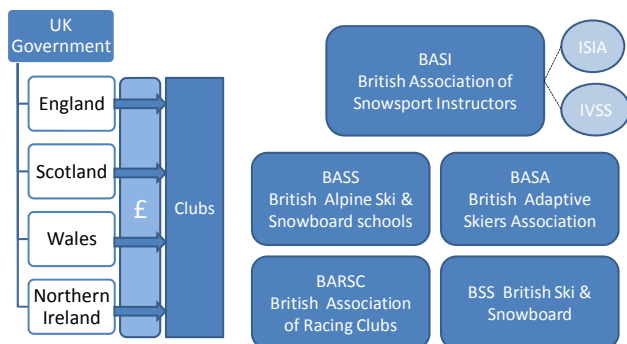 UK
Government
England
Scotland
Wales
Northern
Ireland
£
Clubs
BASI
British Association of
Snowsport Instructors
ISIA
IVSS
BASS
British Alpine Ski &
Snowboard schools
BASA
British Adaptive
Skiers Association
BARSC
British Association
of Racing Clubs
BSS British Ski &
Snowboard